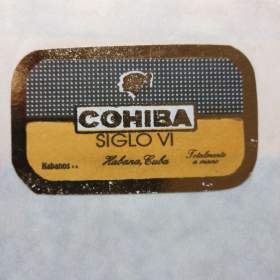 COHIBA
SIGLO VI
Habana, Cuba
Habanos s.a.
Totalmente
a mano